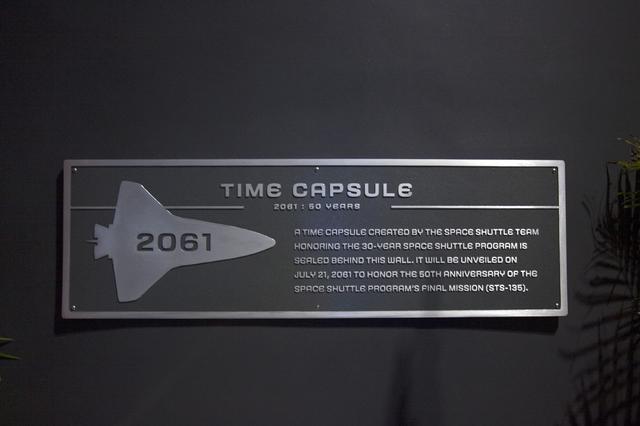 TIME CAPSULE
2061 : 50 YEARS
2061
A TIME CAPSULE CREATED BY THE SPACE SHUTTLE TEAM
HONORING THE 30-YEAR SPACE SHUTTLE PROGRAM IS
SEALED BEHIND THIS WALL. IT WILL BE UNVEILED ON
JULY 21, 2061 TO HONOR THE 50TH ANNIVERSARY OF THE
SPACE SHUTTLE PROGRAM'S FINAL MISSION (STS-135).